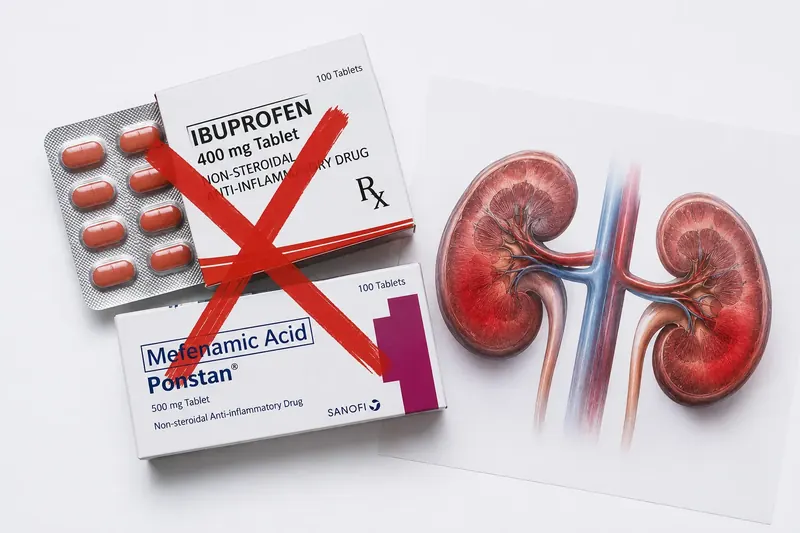 100 Tablets
IBUPROFEN
400 mg Tablet
NON-STEROIDAL
ANTI-INFLAMMATORY DRUG
Rx
100 Tablets
Mefenamic Acid
Ponstan®
500 mg Tablet
Non-steroidal Anti-inflammatory Drug
SANOFI